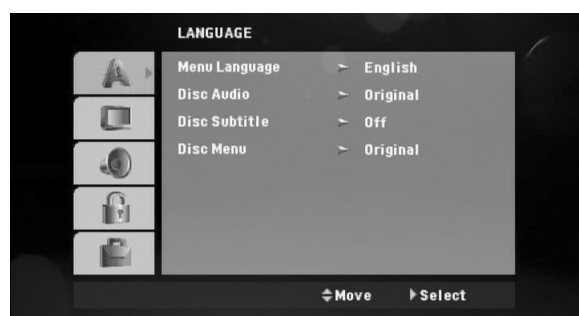 LANGUAGE
Menu Language English
Disc Audio Original
Disc Subtitle Off
Disc Menu Original
Move Select